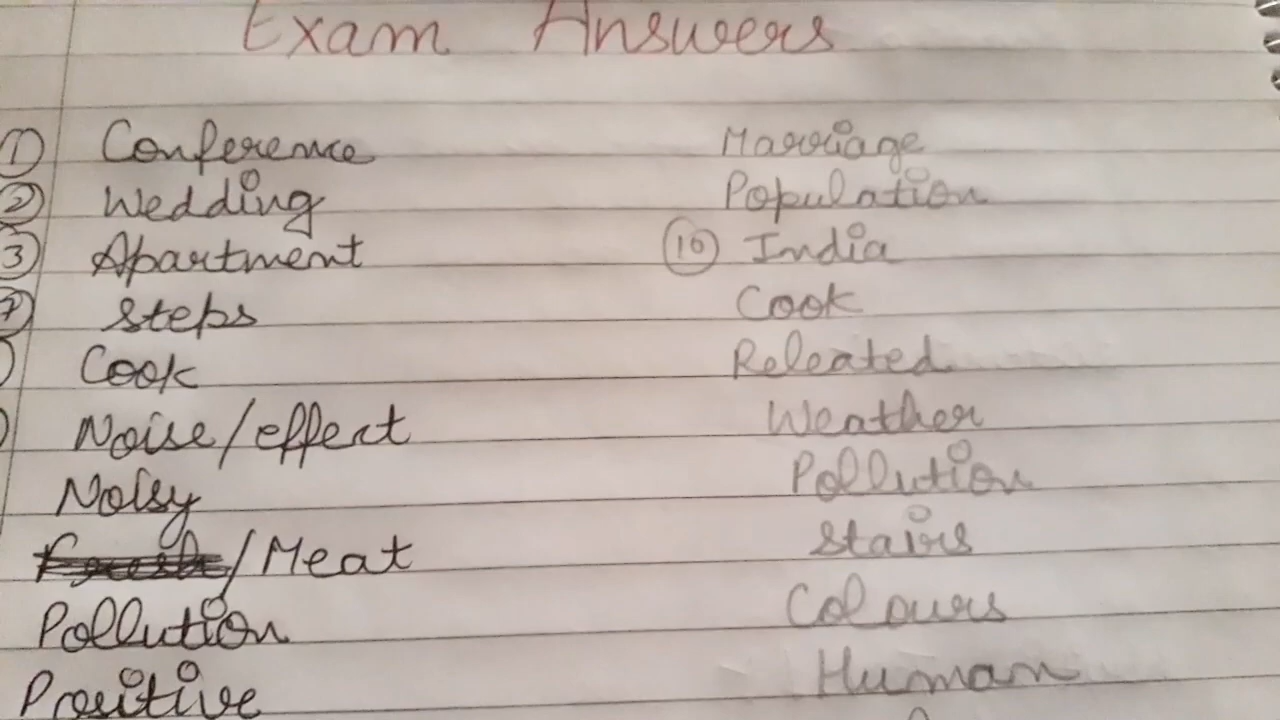 Exam Answers
① Conference
② Wedding
③ Apartment
Steps
Cook
Noise/effect
Noisy
/Meat
Pollution
Positive
Marriage
Population
⑩ India
Cook
Releated
Weather
Pollution
Stairs
Colours
Human